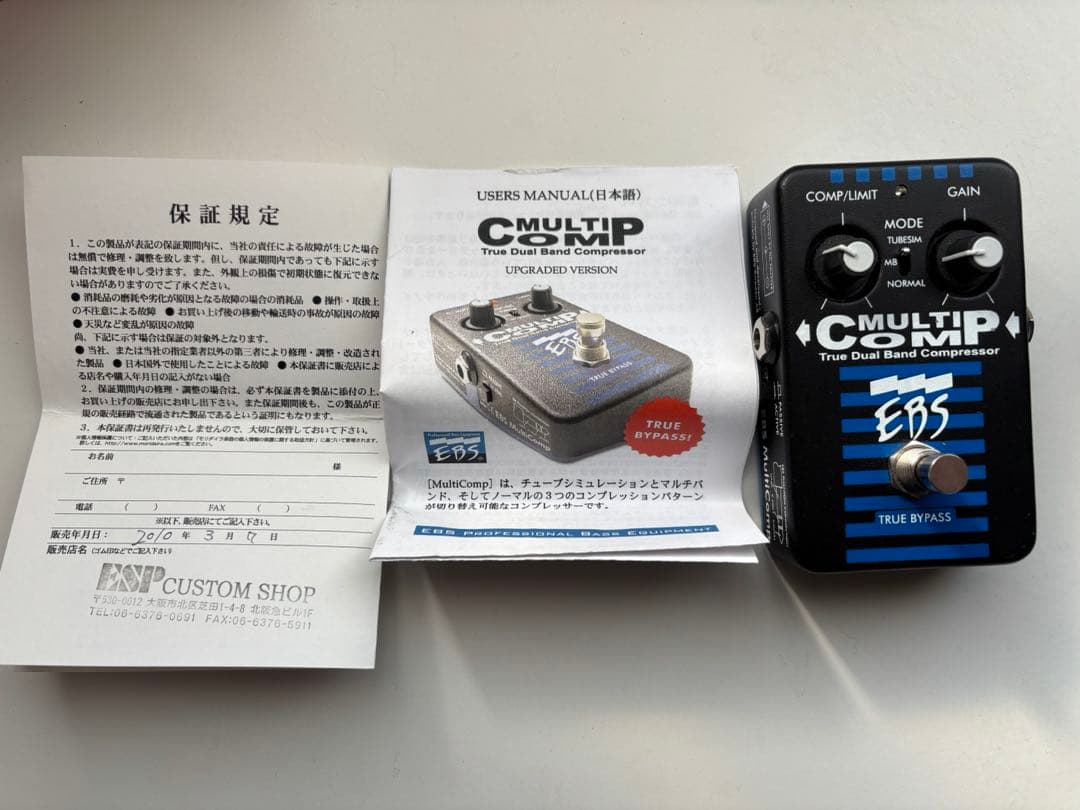 保証規定
1．この製品が表記の保証期間内に、当社の責任による故障が生じた場合
は無償で修理・調整を致します。但し、保証期間内であっても下記に示す
場合は実費を申し受けます。また、外観上の損傷で初期状態に復元できな
い場合がありますのでご了承ください。
● 消耗品の磨耗や劣化が原因となる故障の場合の消耗品 ● 操作・取扱上
の不注意による故障 ● お買い上げ後の移動や輸送時の事故が原因の故障
● 天災など変乱が原因の故障
尚、下記に示す場合は保証の対象外となります。
● 当社、または当社の指定業者以外の第三者により修理・調整・改造され
た製品 ● 日本国外で使用したことによる故障 ● 本保証書に販売店によ
る店名や購入年月日の記入がない場合
2．保証期間内の修理・調整の場合は、必ず本保証書を製品に添付の上、
お買い上げの販売店にお申し出下さい。また保証期間後も、この製品が正
規の販売経路で流通された製品であるという証明にもなります。
3．本保証書は再発行いたしませんので、大切に保管しておいて下さい。
お名前
様
ご住所 〒
電話 ( ) FAX ( )
※以下、販売店にてご記入下さい。
販売年月日： 2010 年 3 月 7 日
販売店名 (ゴム印などでご記入下さい)
ESP CUSTOM SHOP
〒530-0012 大阪市北区芝田1-4-8 北阪急ビル1F
TEL:06-6376-0691 FAX:06-6376-5911
USERS MANUAL(日本語)
MULTI COMP
True Dual Band Compressor
UPGRADED VERSION
MULTI COMP
EBS
TRUE BYPASS
EBS MultiComp
TRUE
BYPASS!
Professional Bass Equipment
EBS
[MultiComp] は、チューブシミュレーションとマルチバ
ンド、そしてノーマルの3つのコンプレッションパターン
が切り替え可能なコンプレッサーです。
EBS PROFESSIONAL BASS EQUIPMENT
COMP/LIMIT
GAIN
MODE
TUBESIM
MB
NORMAL
MULTI COMP
True Dual Band Compressor
EBS
TRUE BYPASS
PASSIVE
ACTIVE
EBS MultiComp